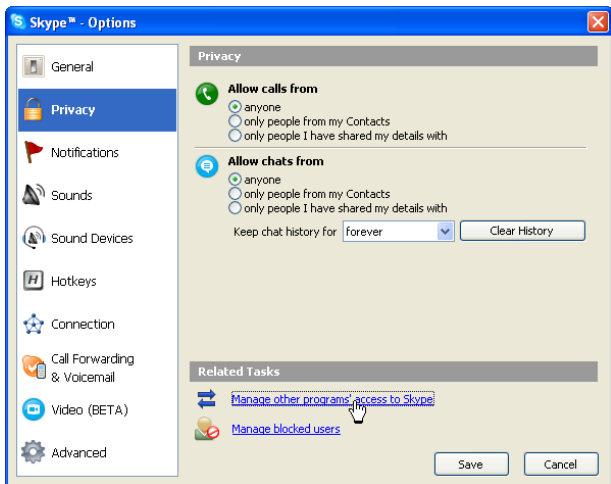 Skype™ - Options
General
Privacy
Notifications
Sounds
Sound Devices
Hotkeys
Connection
Call Forwarding
& Voicemail
Video (BETA)
Advanced
Privacy
Allow calls from
anyone
only people from my Contacts
only people I have shared my details with
Allow chats from
anyone
only people from my Contacts
only people I have shared my details with
Keep chat history for forever Clear History
Related Tasks
Manage other programs' access to Skype
Manage blocked users
Save Cancel